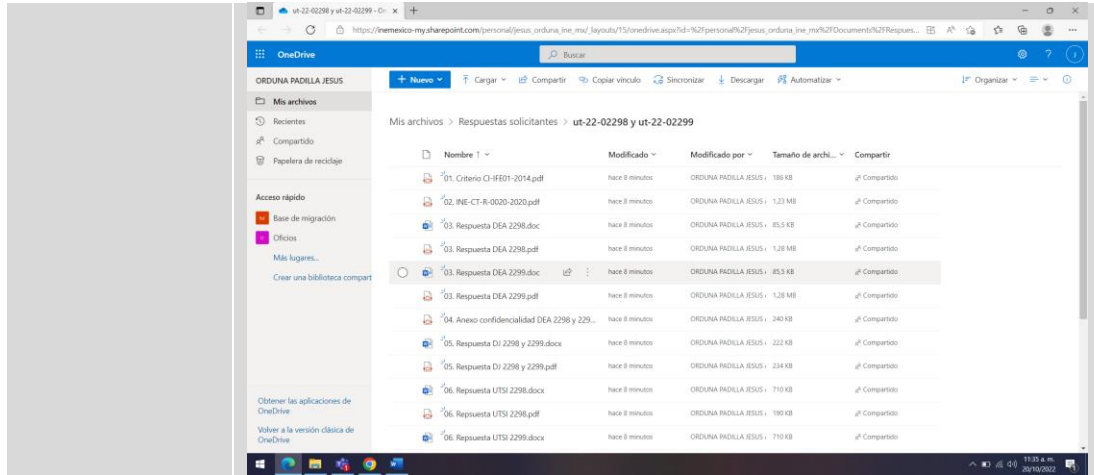 ut-22-02298 y ut-22-02299 - On
https://inemexico-my.sharepoint.com/personal/jesus_orduna_ine_mx/_layouts/15/onedrive.aspx?id=%2Fpersonal%2Fjesus_orduna_ine_mx%2FDocuments%2FRespues...
OneDrive
Buscar
ORDUNA PADILLA JESUS
Nuevo
Cargar
Compartir
Copiar vínculo
Sincronizar
Descargar
Automatizar
Organizar
Mis archivos
Recientes
Compartido
Papelera de reciclaje
Acceso rápido
Base de migración
Oficios
Más lugares...
Crear una biblioteca compart
Obtener las aplicaciones de
OneDrive
Volver a la versión clásica de
OneDrive
Mis archivos > Respuestas solicitantes > ut-22-02298 y ut-22-02299
Nombre ↑ Modificado Modificado por Tamaño de archi... Compartir
01. Criterio CI-IFE01-2014.pdf hace 8 minutos ORDUNA PADILLA JESUS 186 KB Compartido
02. INE-CT-R-0020-2020.pdf hace 8 minutos ORDUNA PADILLA JESUS 1,23 MB Compartido
03. Respuesta DEA 2298.doc hace 8 minutos ORDUNA PADILLA JESUS 85,5 KB Compartido
03. Respuesta DEA 2298.pdf hace 8 minutos ORDUNA PADILLA JESUS 1,28 MB Compartido
03. Respuesta DEA 2299.doc hace 8 minutos ORDUNA PADILLA JESUS 85,5 KB Compartido
03. Respuesta DEA 2299.pdf hace 8 minutos ORDUNA PADILLA JESUS 1,28 MB Compartido
04. Anexo confidencialidad DEA 2298 y 229... hace 8 minutos ORDUNA PADILLA JESUS 240 KB Compartido
05. Respuesta DJ 2298 y 2299.docx hace 8 minutos ORDUNA PADILLA JESUS 222 KB Compartido
05. Respuesta DJ 2298 y 2299.pdf hace 8 minutos ORDUNA PADILLA JESUS 234 KB Compartido
06. Repsuesta UTSI 2298.docx hace 8 minutos ORDUNA PADILLA JESUS 710 KB Compartido
06. Repsuesta UTSI 2298.pdf hace 8 minutos ORDUNA PADILLA JESUS 190 KB Compartido
06. Repsuesta UTSI 2299.docx hace 8 minutos ORDUNA PADILLA JESUS 710 KB Compartido
11:35 a. m.
20/10/2022